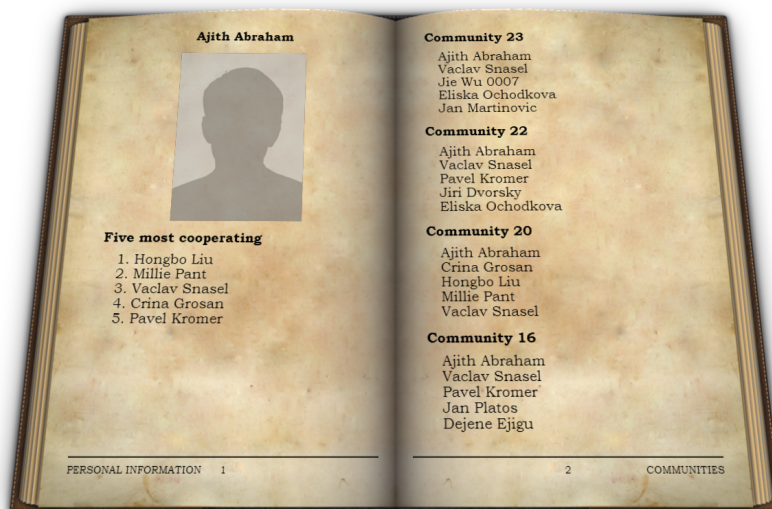 Ajith Abraham
Five most cooperating
1. Hongbo Liu
2. Millie Pant
3. Vaclav Snasel
4. Crina Grosan
5. Pavel Kromer
PERSONAL INFORMATION 1
Community 23
Ajith Abraham
Vaclav Snasel
Jie Wu 0007
Eliska Ochodkova
Jan Martinovic
Community 22
Ajith Abraham
Vaclav Snasel
Pavel Kromer
Jiri Dvorsky
Eliska Ochodkova
Community 20
Ajith Abraham
Crina Grosan
Hongbo Liu
Millie Pant
Vaclav Snasel
Community 16
Ajith Abraham
Vaclav Snasel
Pavel Kromer
Jan Platos
Dejene Ejigu
2 COMMUNITIES